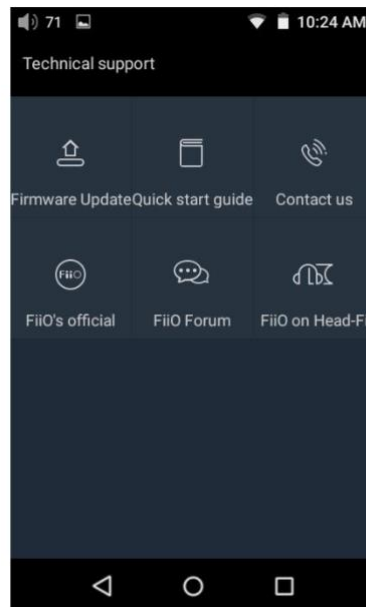 71 10:24 AM
Technical support
Firmware Update Quick start guide Contact us
FiiO
FiiO's official FiiO Forum FiiO on Head-Fi